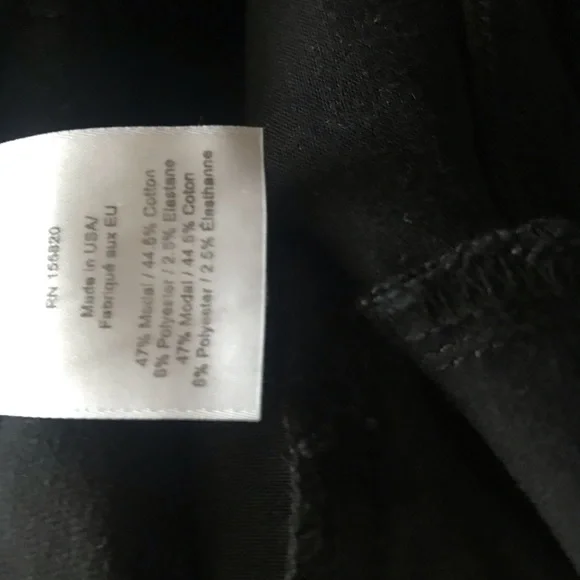 RN 156820
Made in USA/
Fabriqué aux EU
47% Modal / 44.5% Cotton
6% Polyester / 2.5% Elastane
47% Modal / 44.5% Coton
6% Polyester / 2.5% Élasthanne